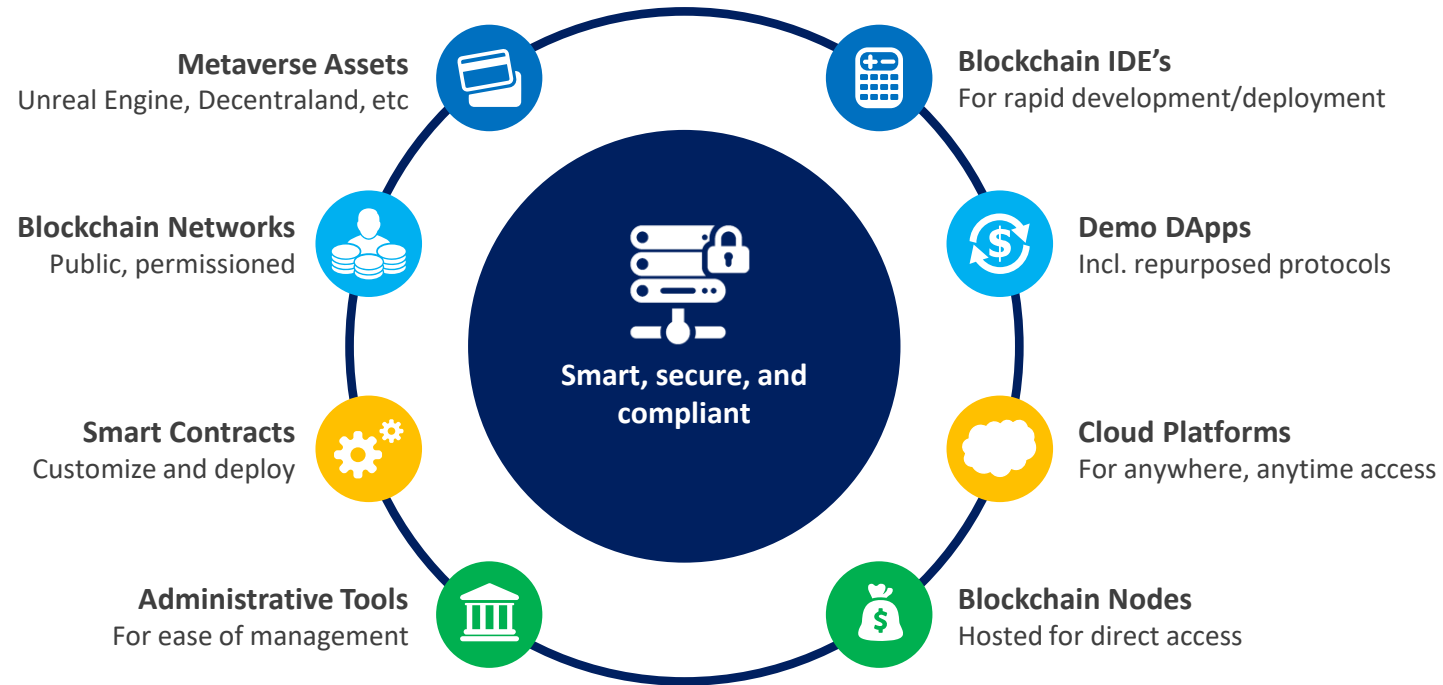 Metaverse Assets
Unreal Engine, Decentraland, etc
Blockchain IDE’s
For rapid development/deployment
Blockchain Networks
Public, permissioned
Demo DApps
Incl. repurposed protocols
Smart, secure, and
compliant
Smart Contracts
Customize and deploy
Cloud Platforms
For anywhere, anytime access
Administrative Tools
For ease of management
Blockchain Nodes
Hosted for direct access
$
$